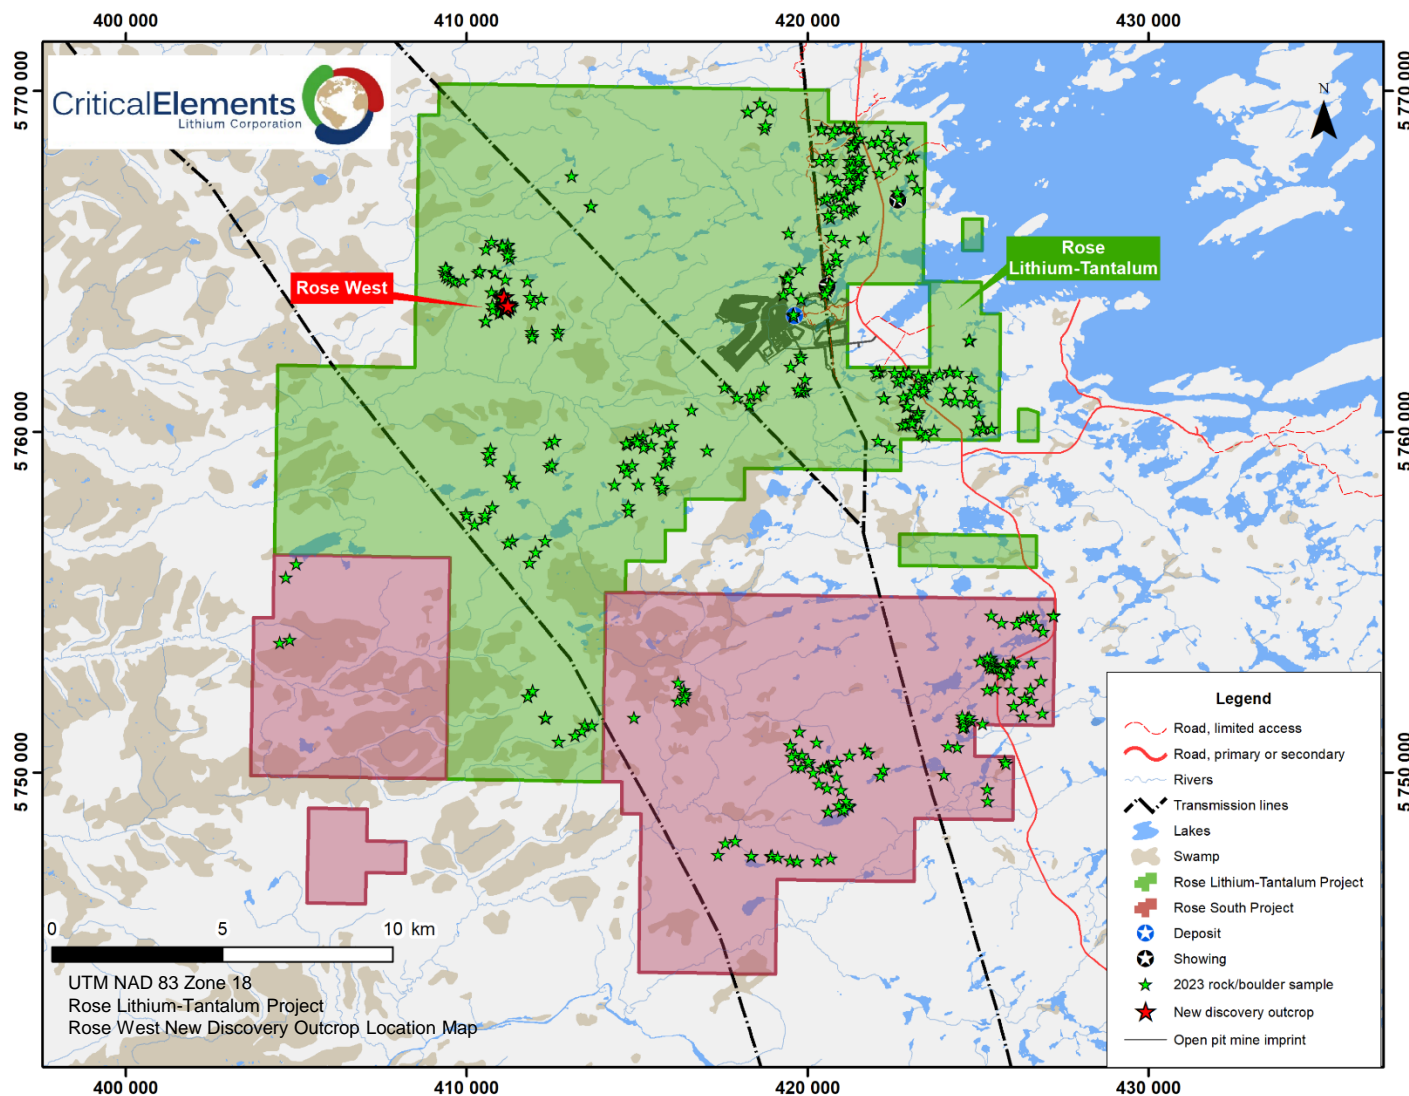 400 000
410 000
420 000
430 000
5 770 000
5 770 000
CriticalElements
Lithium Corporation
N
Rose
Lithium-Tantalum
Rose West
5 760 000
5 760 000
5 750 000
5 750 000
Legend
Road, limited access
Road, primary or secondary
Rivers
Transmission lines
Lakes
Swamp
Rose Lithium-Tantalum Project
Rose South Project
Deposit
Showing
2023 rock/boulder sample
New discovery outcrop
Open pit mine imprint
0 5 10 km
UTM NAD 83 Zone 18
Rose Lithium-Tantalum Project
Rose West New Discovery Outcrop Location Map
400 000
410 000
420 000
430 000